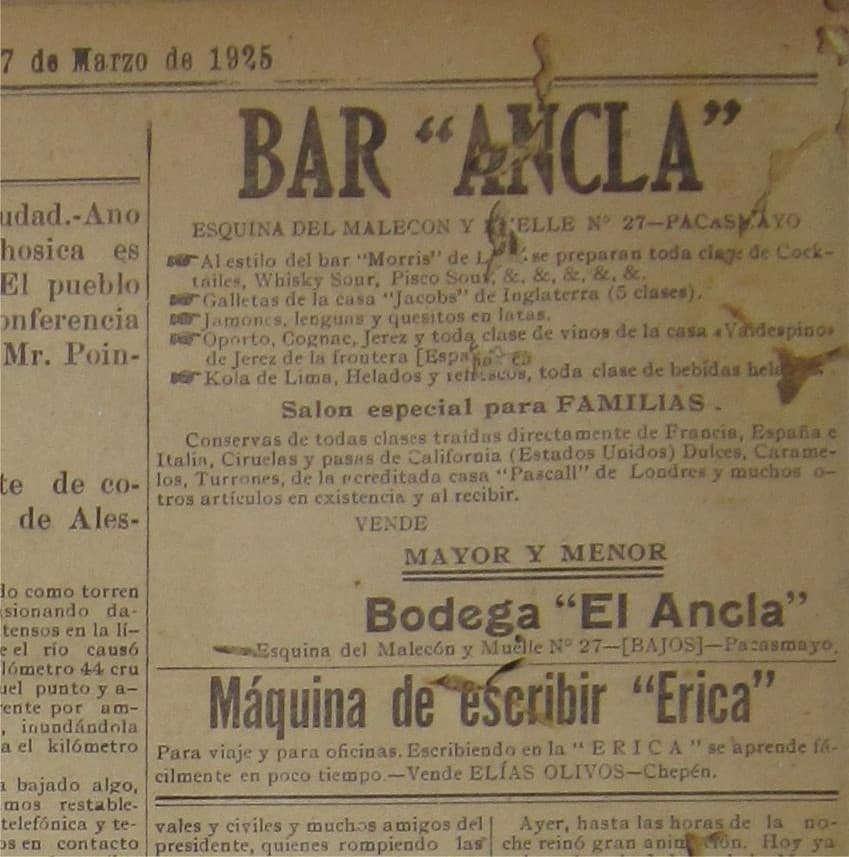 7 de Marzo de 1925
udad.-Ano
hosica es
El pueblo
onferencia
Mr. Poin-
te de co-
de Ales-
do como torren
sionando da-
tensos en la lí-
e el río causó
lómetro 44 cru
uel punto y a-
ente por am-
, inundándola
a el kilómetro
a bajado algo,
mos restable-
telefónica y te-
os en contacto
BAR “ANCLA”
ESQUINA DEL MALECON Y MUELLE N° 27—PACASMAYO
Al estilo del bar “Morris” de se preparan toda clase de Cock-
tailes, Whisky Sour, Pisco Sour, &, &, &, &, &.
Galletas de la casa “Jacobs” de Inglaterra (5 clases).
Jamones, lenguas y quesitos en latas.
Oporto, Cognac, Jerez y toda clase de vinos de la casa «Valdespino»
de Jerez de la frontera [España]
Kola de Lima, Helados y refrescos, toda clase de bebidas heladas.
Salon especial para FAMILIAS.
Conservas de todas clases traidas directamente de Francia, España e
Italia, Ciruelas y pasas de California (Estados Unidos) Dulces, Carame-
los, Turrones, de la acreditada casa “Pascall” de Londres y muchos o-
tros artículos en existencia y al recibir.
VENDE
MAYOR Y MENOR
Bodega “El Ancla”
Esquina del Malecón y Muelle N° 27—[BAJOS]—Pacasmayo.
Máquina de escribir “Erica”
Para viaje y para oficinas. Escribiendo en la “ERICA” se aprende fá-
cilmente en poco tiempo.—Vende ELÍAS OLIVOS—Chepén.
vales y civiles y muchos amigos del
presidente, quienes rompiendo las
Ayer, hasta las horas de la no-
che reinó gran animación. Hoy ya